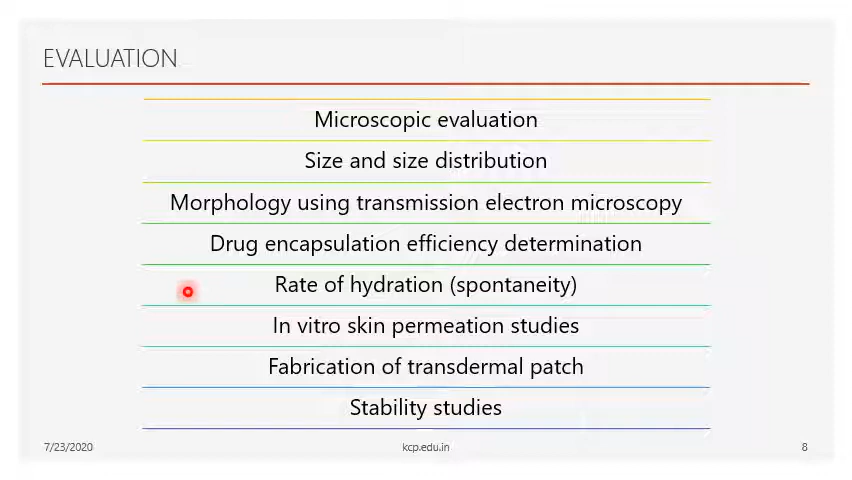 EVALUATION
Microscopic evaluation
Size and size distribution
Morphology using transmission electron microscopy
Drug encapsulation efficiency determination
Rate of hydration (spontaneity)
In vitro skin permeation studies
Fabrication of transdermal patch
Stability studies
7/23/2020 kcp.edu.in 8